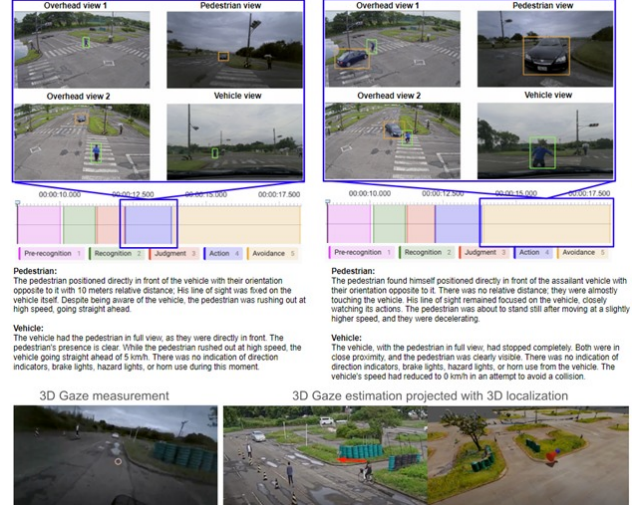 Overhead view 1
Pedestrian view
Overhead view 2
Vehicle view
00:00:10.000
00:00:12.500
00:00:15.000
00:00:17.500
Pre-recognition 1
Recognition 2
Judgment 3
Action 4
Avoidance 5
Pedestrian:
The pedestrian positioned directly in front of the vehicle with their orientation
opposite to it with 10 meters relative distance; His line of sight was fixed on the
vehicle itself. Despite being aware of the vehicle, the pedestrian was rushing out at
high speed, going straight ahead.
Vehicle:
The vehicle had the pedestrian in full view, as they were directly in front. The
pedestrian's presence is clear. While the pedestrian rushed out at high speed, the
vehicle going straight ahead of 5 km/h. There was no indication of direction
indicators, brake lights, hazard lights, or horn use during this moment.
Overhead view 1
Pedestrian view
Overhead view 2
Vehicle view
00:00:10.000
00:00:12.500
00:00:15.000
00:00:17.500
Pre-recognition 1
Recognition 2
Judgment 3
Action 4
Avoidance 5
Pedestrian:
The pedestrian found himself positioned directly in front of the assailant vehicle with
their orientation opposite to it. There was no relative distance; they were almost
touching the vehicle. His line of sight remained focused on the vehicle, closely
watching its actions. The pedestrian was about to stand still after moving at a slightly
higher speed, and they were decelerating.
Vehicle:
The vehicle, with the pedestrian in full view, had stopped completely. Both were in
close proximity, and the pedestrian was clearly visible. There was no indication of
direction indicators, brake lights, hazard lights, or horn use from the vehicle. The
vehicle's speed had reduced to 0 km/h in an attempt to avoid a collision.
3D Gaze measurement
3D Gaze estimation projected with 3D localization